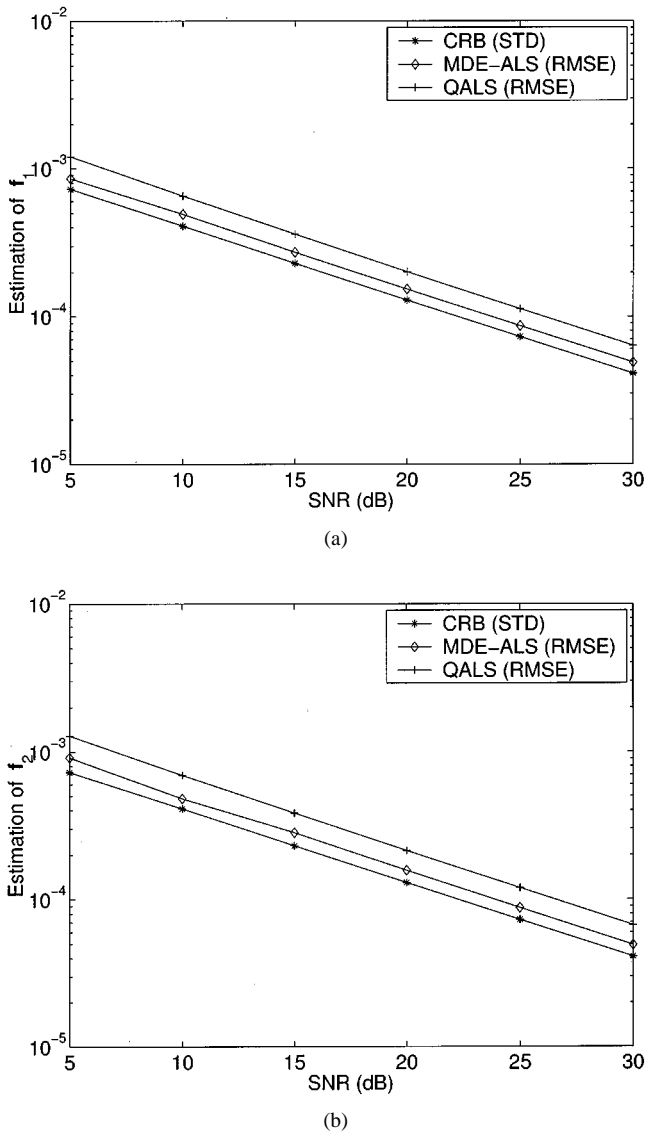 10^-2
CRB (STD)
MDE-ALS (RMSE)
QALS (RMSE)
10^-3
Estimation of f_1
10^-4
10^-5
5 10 15 20 25 30
SNR (dB)
(a)
10^-2
CRB (STD)
MDE-ALS (RMSE)
QALS (RMSE)
10^-3
Estimation of f_2
10^-4
10^-5
5 10 15 20 25 30
SNR (dB)
(b)